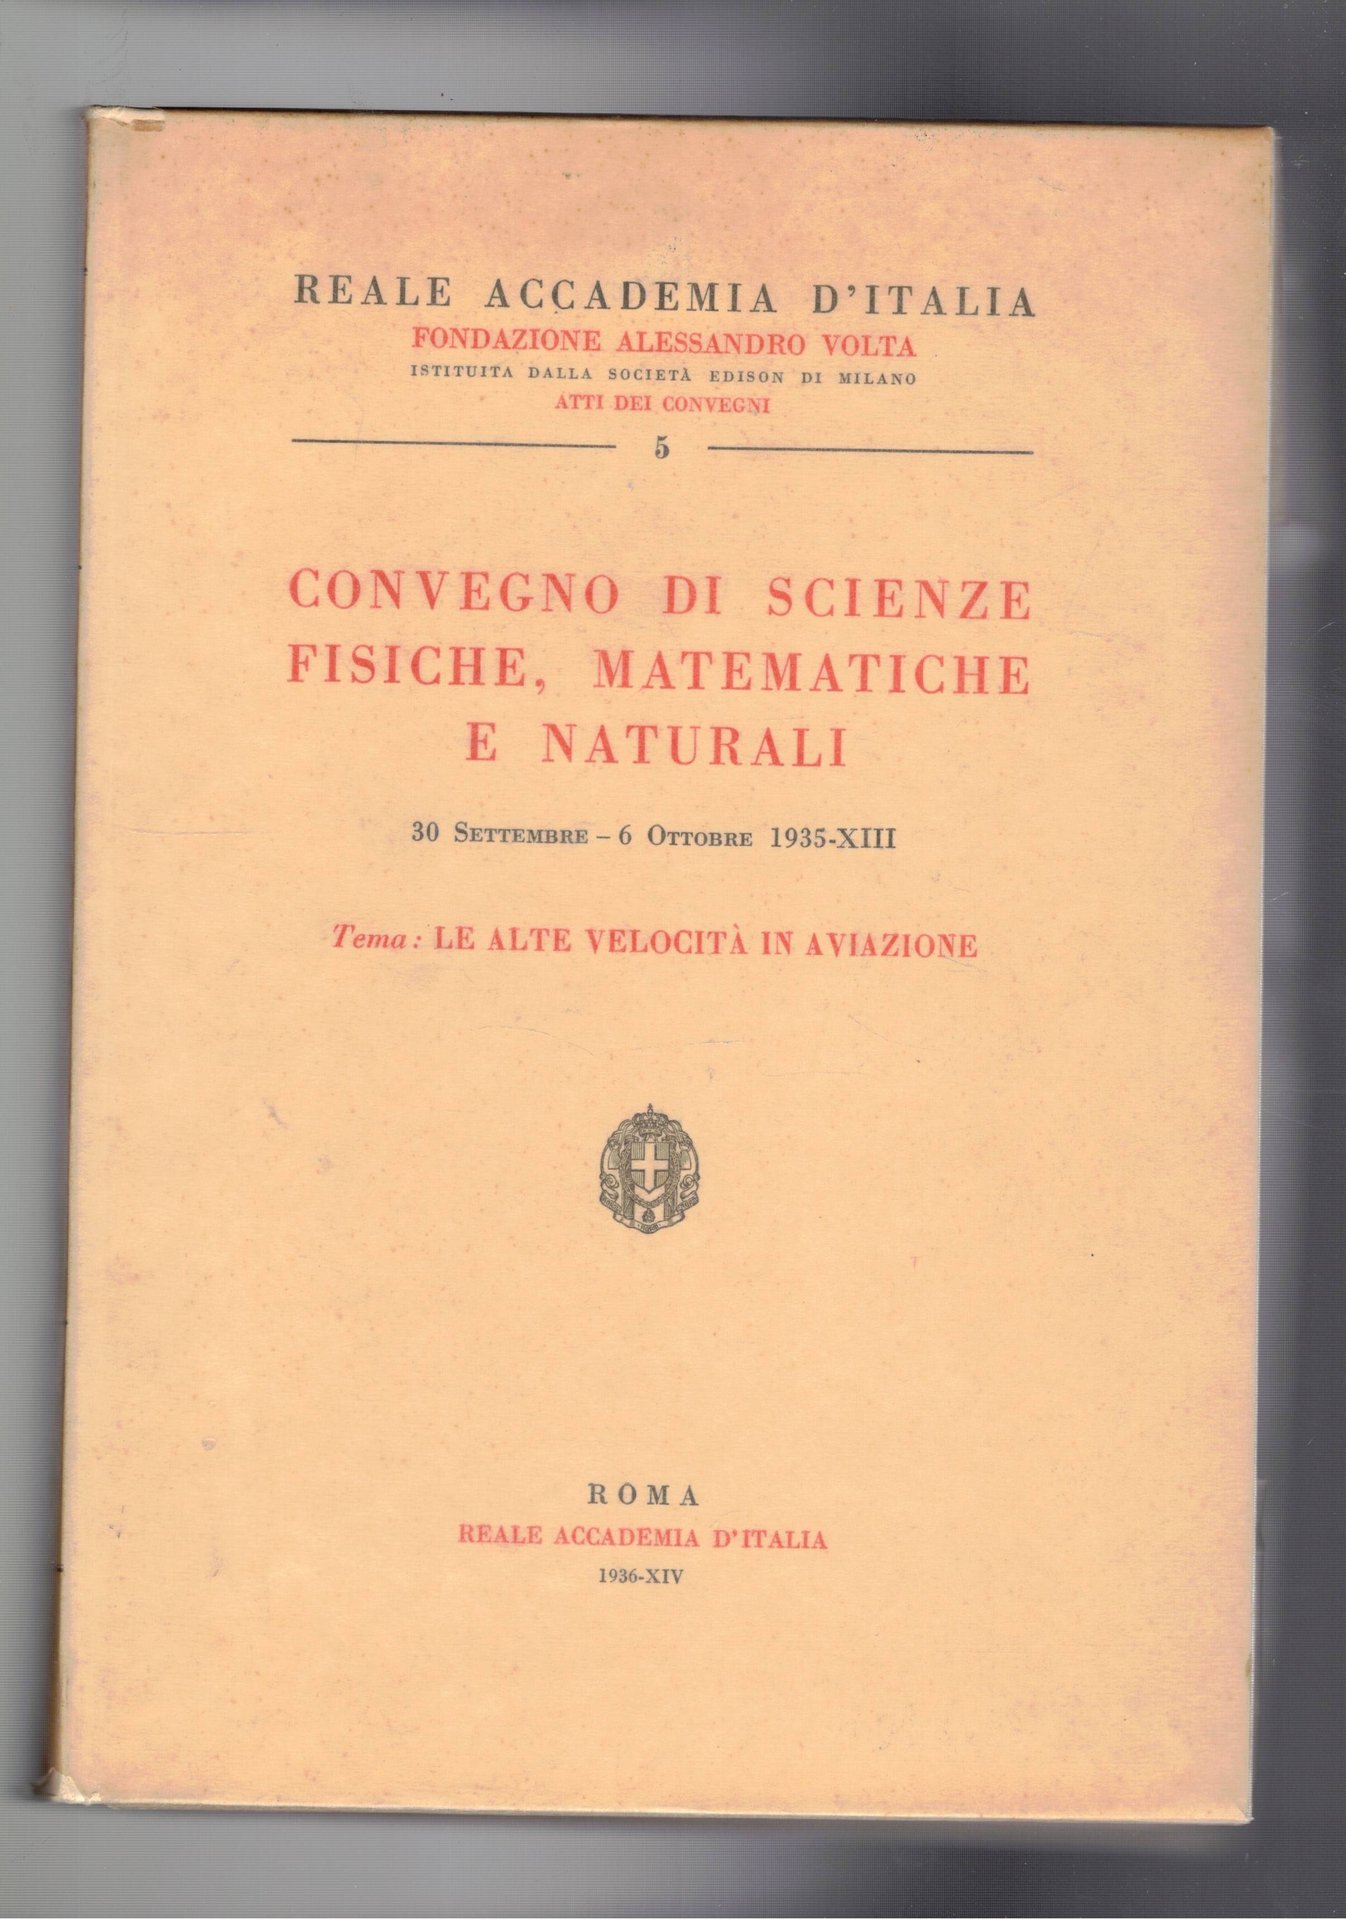 REALE ACCADEMIA D'ITALIA
FONDAZIONE ALESSANDRO VOLTA
ISTITUITA DALLA SOCIETÀ EDISON DI MILANO
ATTI DEI CONVEGNI
5
CONVEGNO DI SCIENZE
FISICHE, MATEMATICHE
E NATURALI
30 SETTEMBRE – 6 OTTOBRE 1935-XIII
Tema: LE ALTE VELOCITÀ IN AVIAZIONE
ROMA
REALE ACCADEMIA D'ITALIA
1936-XIV